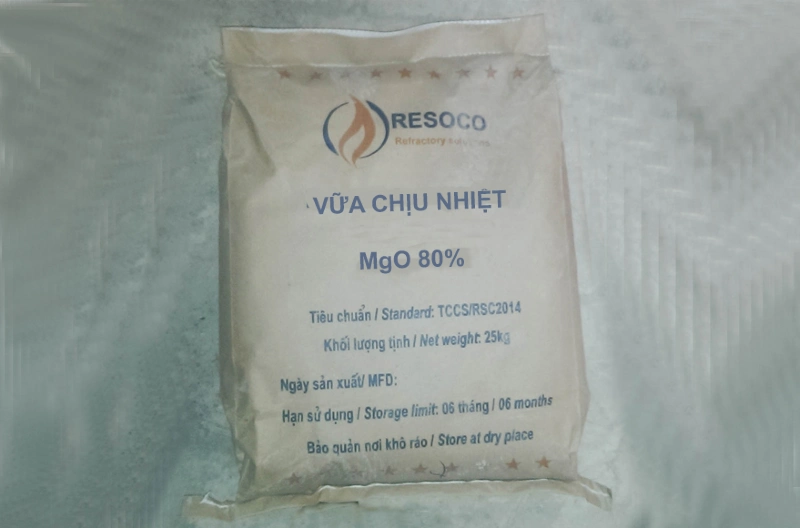 RESOCO
Refractory solutions
VỮA CHỊU NHIỆT
MgO 80%
Tiêu chuẩn / Standard: TCCS/RSC2014
Khối lượng tịnh / Net weight: 25kg
Ngày sản xuất/ MFD:
Hạn sử dụng / Storage limit: 06 tháng / 06 months
Bảo quản nơi khô ráo / Store at dry place